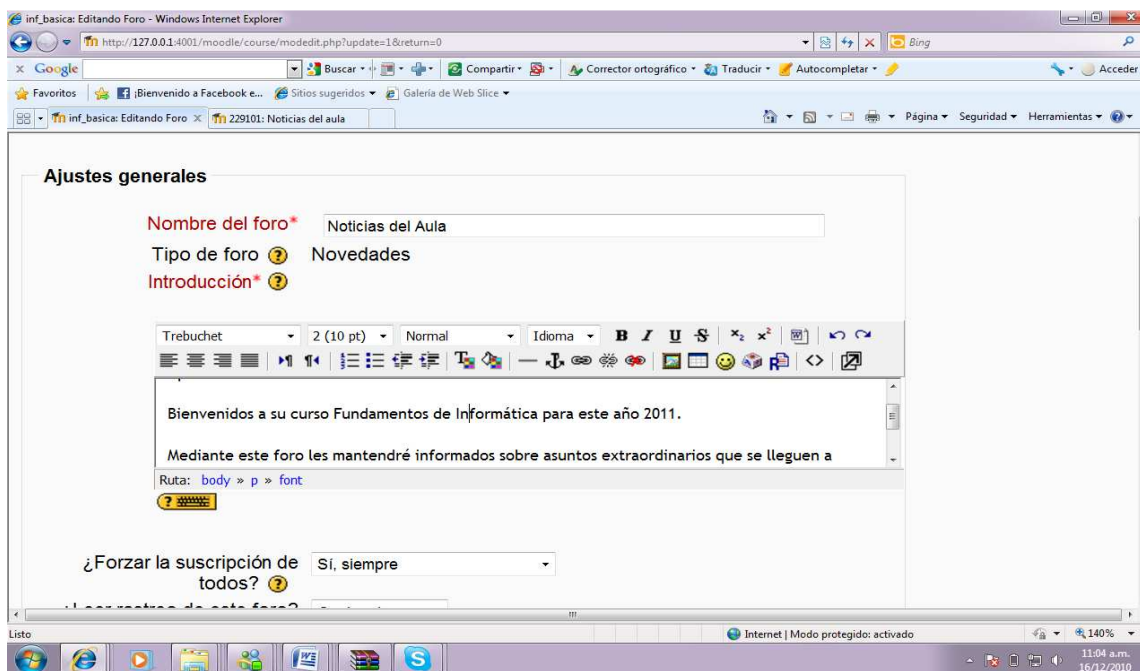 inf_basica: Editando Foro - Windows Internet Explorer
http://127.0.0.1:4001/moodle/course/modedit.php?update=1&return=0
Bing
x Google Buscar Compartir Corrector ortográfico Traducir Autocompletar Acceder
Favoritos ¡Bienvenido a Facebook e... Sitios sugeridos Galería de Web Slice
inf_basica: Editando Foro X 229101: Noticias del aula Página Seguridad Herramientas
Ajustes generales
Nombre del foro* Noticias del Aula
Tipo de foro ? Novedades
Introducción* ?
Trebuchet 2 (10 pt) Normal Idioma B I U S x₂ x²
Bienvenidos a su curso Fundamentos de Informática para este año 2011.
Mediante este foro les mantendré informados sobre asuntos extraordinarios que se lleguen a
Ruta: body » p » font
?
¿Forzar la suscripción de Sí, siempre
todos? ?
de este foro?
Listo Internet | Modo protegido: activado 140%
11:04 a.m.
16/12/2010